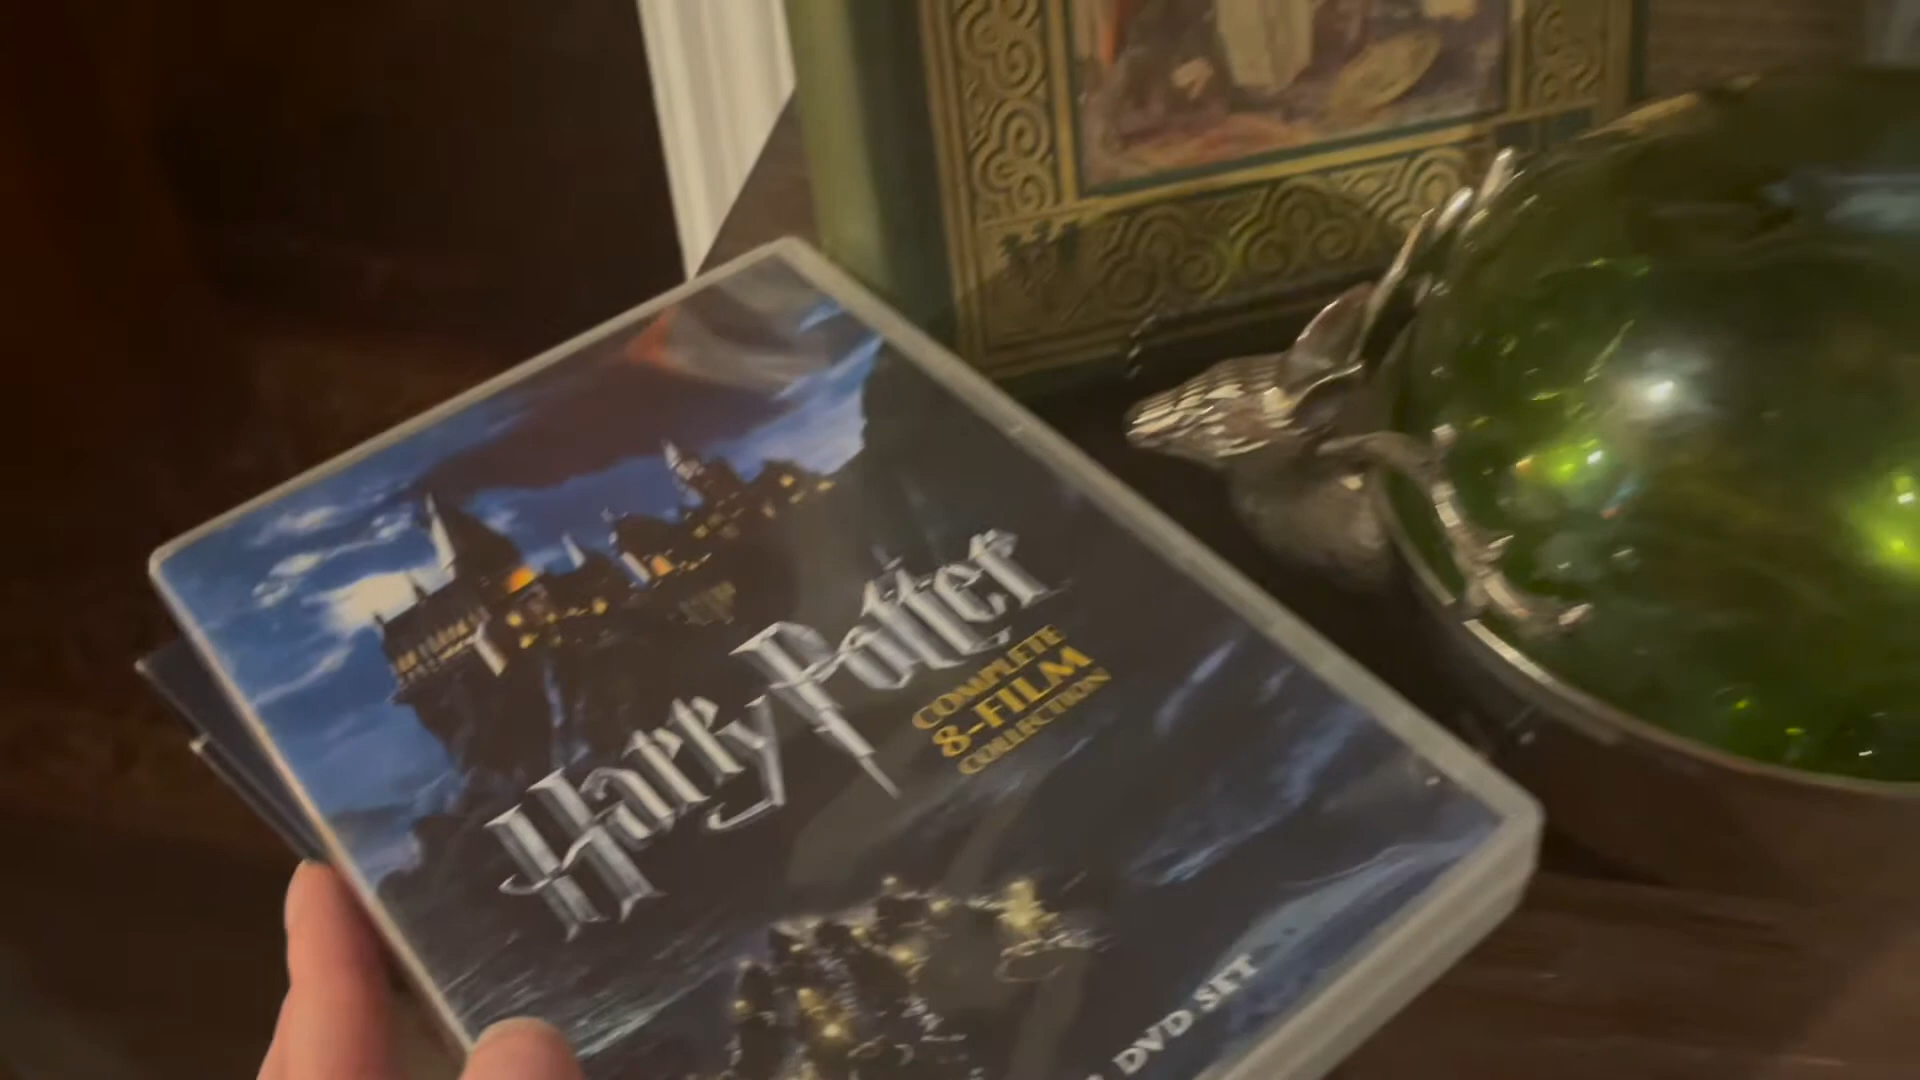 Harry Potter
COMPLETE
8-FILM
COLLECTION
DVD SET